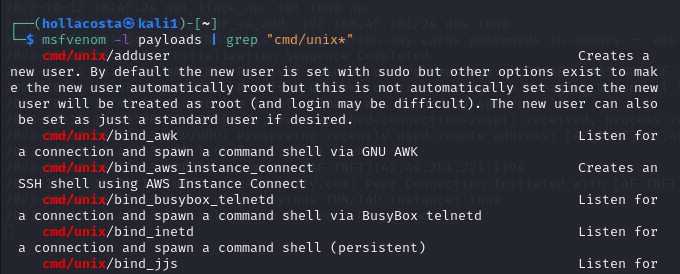 ┌──(hollacosta㉿kali1)-[~]
└─$ msfvenom -l payloads | grep "cmd/unix*"
cmd/unix/adduser Creates a
new user. By default the new user is set with sudo but other options exist to mak
e the new user automatically root but this is not automatically set since the new
user will be treated as root (and login may be difficult). The new user can also
be set as just a standard user if desired.
cmd/unix/bind_awk Listen for
a connection and spawn a command shell via GNU AWK
cmd/unix/bind_aws_instance_connect Creates an
SSH shell using AWS Instance Connect
cmd/unix/bind_busybox_telnetd Listen for
a connection and spawn a command shell via BusyBox telnetd
cmd/unix/bind_inetd Listen for
a connection and spawn a command shell (persistent)
cmd/unix/bind_jjs Listen for